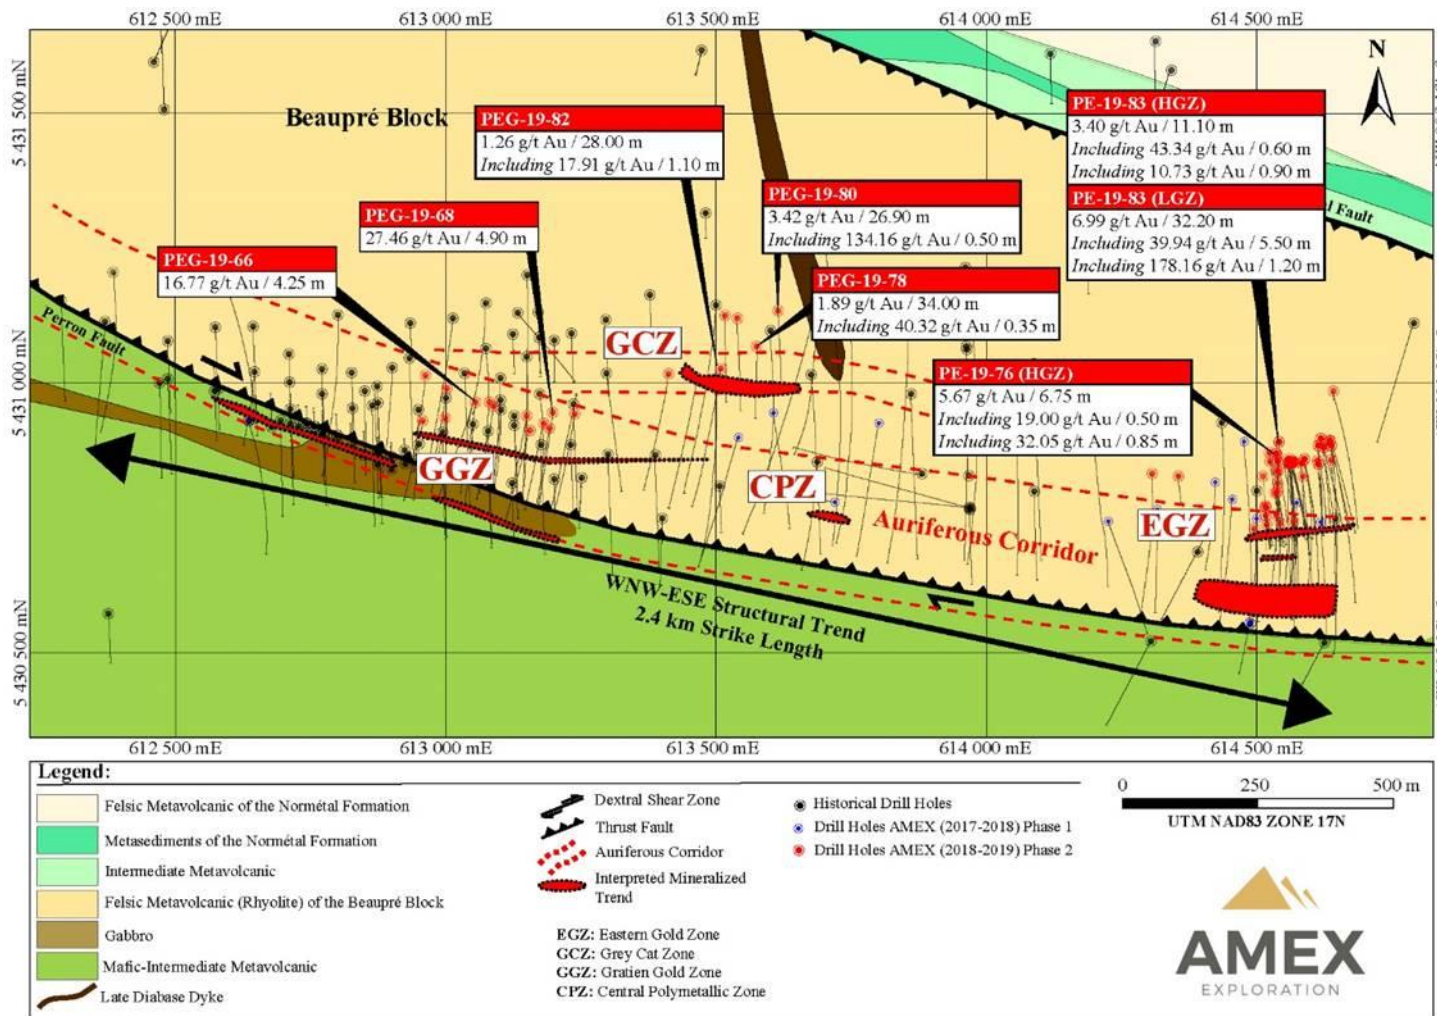 612 500 mE
613 000 mE
613 500 mE
614 000 mE
614 500 mE
5 431 500 mN
5 431 000 mN
5 430 500 mN
N
Beaupré Block
PEG-19-82
1.26 g/t Au / 28.00 m
Including 17.91 g/t Au / 1.10 m
PE-19-83 (HGZ)
3.40 g/t Au / 11.10 m
Including 43.34 g/t Au / 0.60 m
Including 10.73 g/t Au / 0.90 m
PEG-19-80
3.42 g/t Au / 26.90 m
Including 134.16 g/t Au / 0.50 m
PE-19-83 (LGZ)
6.99 g/t Au / 32.20 m
Including 39.94 g/t Au / 5.50 m
Including 178.16 g/t Au / 1.20 m
l Fault
PEG-19-68
27.46 g/t Au / 4.90 m
PEG-19-66
16.77 g/t Au / 4.25 m
PEG-19-78
1.89 g/t Au / 34.00 m
Including 40.32 g/t Au / 0.35 m
Perron Fault
GCZ
PE-19-76 (HGZ)
5.67 g/t Au / 6.75 m
Including 19.00 g/t Au / 0.50 m
Including 32.05 g/t Au / 0.85 m
GGZ
CPZ
EGZ
Auriferous Corridor
WNW-ESE Structural Trend
2.4 km Strike Length
612 500 mE
613 000 mE
613 500 mE
614 000 mE
614 500 mE
Legend:
Felsic Metavolcanic of the Normétal Formation
Metasediments of the Normétal Formation
Intermediate Metavolcanic
Felsic Metavolcanic (Rhyolite) of the Beaupré Block
Gabbro
Mafic-Intermediate Metavolcanic
Late Diabase Dyke
Dextral Shear Zone
Thrust Fault
Auriferous Corridor
Interpreted Mineralized
Trend
EGZ: Eastern Gold Zone
GCZ: Grey Cat Zone
GGZ: Gratien Gold Zone
CPZ: Central Polymetallic Zone
Historical Drill Holes
Drill Holes AMEX (2017-2018) Phase 1
Drill Holes AMEX (2018-2019) Phase 2
0 250 500 m
UTM NAD83 ZONE 17N
AMEX
EXPLORATION